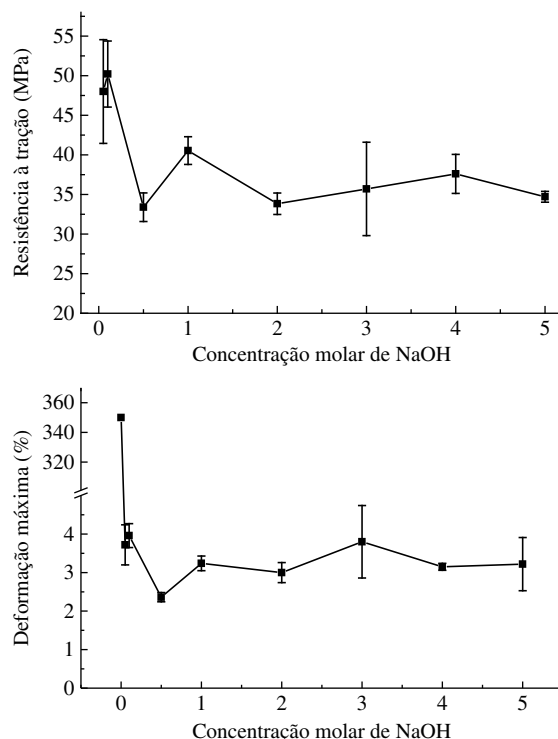 Resistência à tração (MPa)
55
50
45
40
35
30
25
20
0 1 2 3 4 5
Concentração molar de NaOH
Deformação máxima (%)
360
340
320
4
3
2
1
0
0 1 2 3 4 5
Concentração molar de NaOH